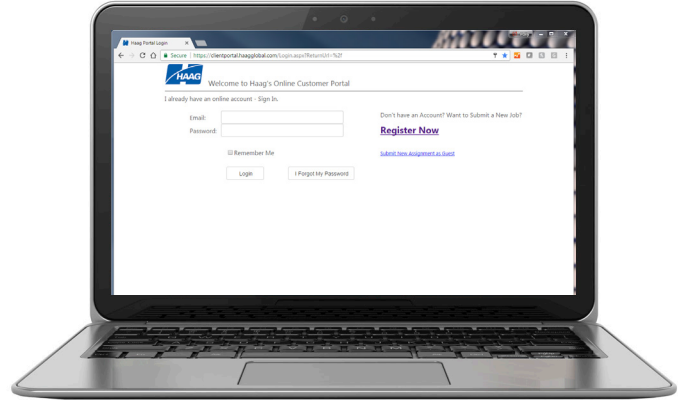 Haag Portal Login
Secure | https://clientportal.haagglobal.com/Login.aspx?ReturnUrl=%2f
HAAG
Welcome to Haag's Online Customer Portal
I already have an online account - Sign In.
Email:
Password:
Remember Me
Login
I Forgot My Password
Don't have an Account? Want to Submit a New Job?
Register Now
Submit New Assignment as Guest